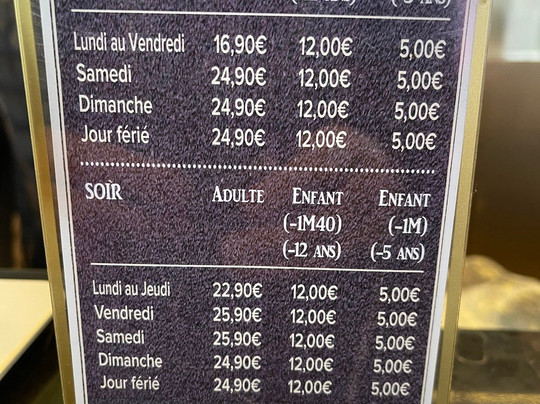 Lundi au Vendredi 16,90€ 12,00€ 5,00€
Samedi 24,90€ 12,00€ 5,00€
Dimanche 24,90€ 12,00€ 5,00€
Jour férié 24,90€ 12,00€ 5,00€
SOIR ADULTE ENFANT ENFANT
(-1M40) (-1M)
(-12 ANS) (-5 ANS)
Lundi au Jeudi 22,90€ 12,00€ 5,00€
Vendredi 25,90€ 12,00€ 5,00€
Samedi 25,90€ 12,00€ 5,00€
Dimanche 24,90€ 12,00€ 5,00€
Jour férié 24,90€ 12,00€ 5,00€